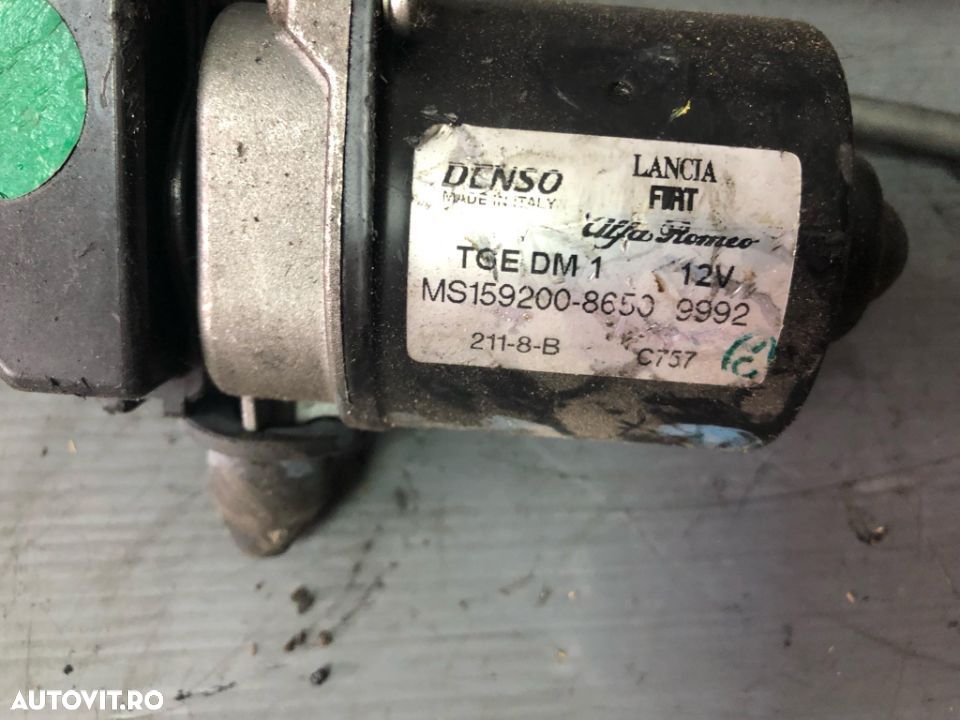 DENSO
MADE IN ITALY
LANCIA
FIAT
Alfa Romeo
TGE DM 1 12V
MS159200-8650 9992
211-8-B C757
AUTOVIT.RO